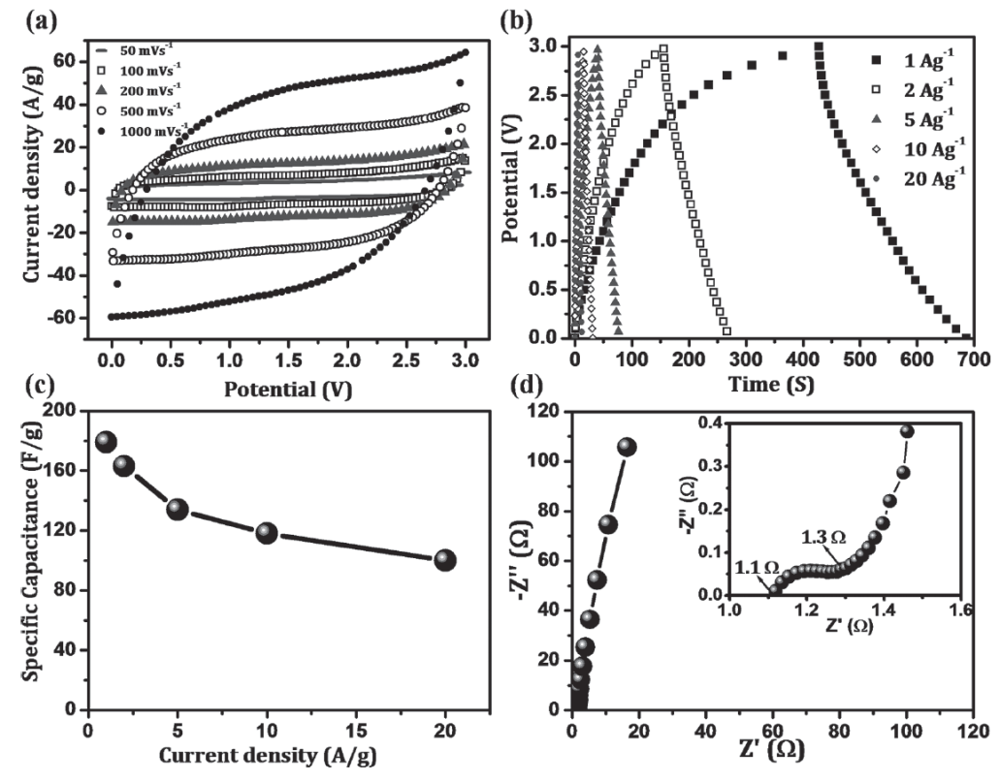 (a)
50 mVs⁻¹
100 mVs⁻¹
200 mVs⁻¹
500 mVs⁻¹
1000 mVs⁻¹
60
40
20
0
-20
-40
-60
Current density (A/g)
0.0 0.5 1.0 1.5 2.0 2.5 3.0
Potential (V)
(b)
1 Ag⁻¹
2 Ag⁻¹
5 Ag⁻¹
10 Ag⁻¹
20 Ag⁻¹
3.0
2.5
2.0
1.5
1.0
0.5
0.0
Potential (V)
0 100 200 300 400 500 600 700
Time (S)
(c)
200
160
120
80
40
0
Specific Capacitance (F/g)
0 5 10 15 20
Current density (A/g)
(d)
120
100
80
60
40
20
0
-Z'' (Ω)
0 20 40 60 80 100 120
Z' (Ω)
0.4
0.3
0.2
0.1
0.0
-Z'' (Ω)
1.1 Ω
1.3 Ω
1.0 1.2 1.4 1.6
Z' (Ω)